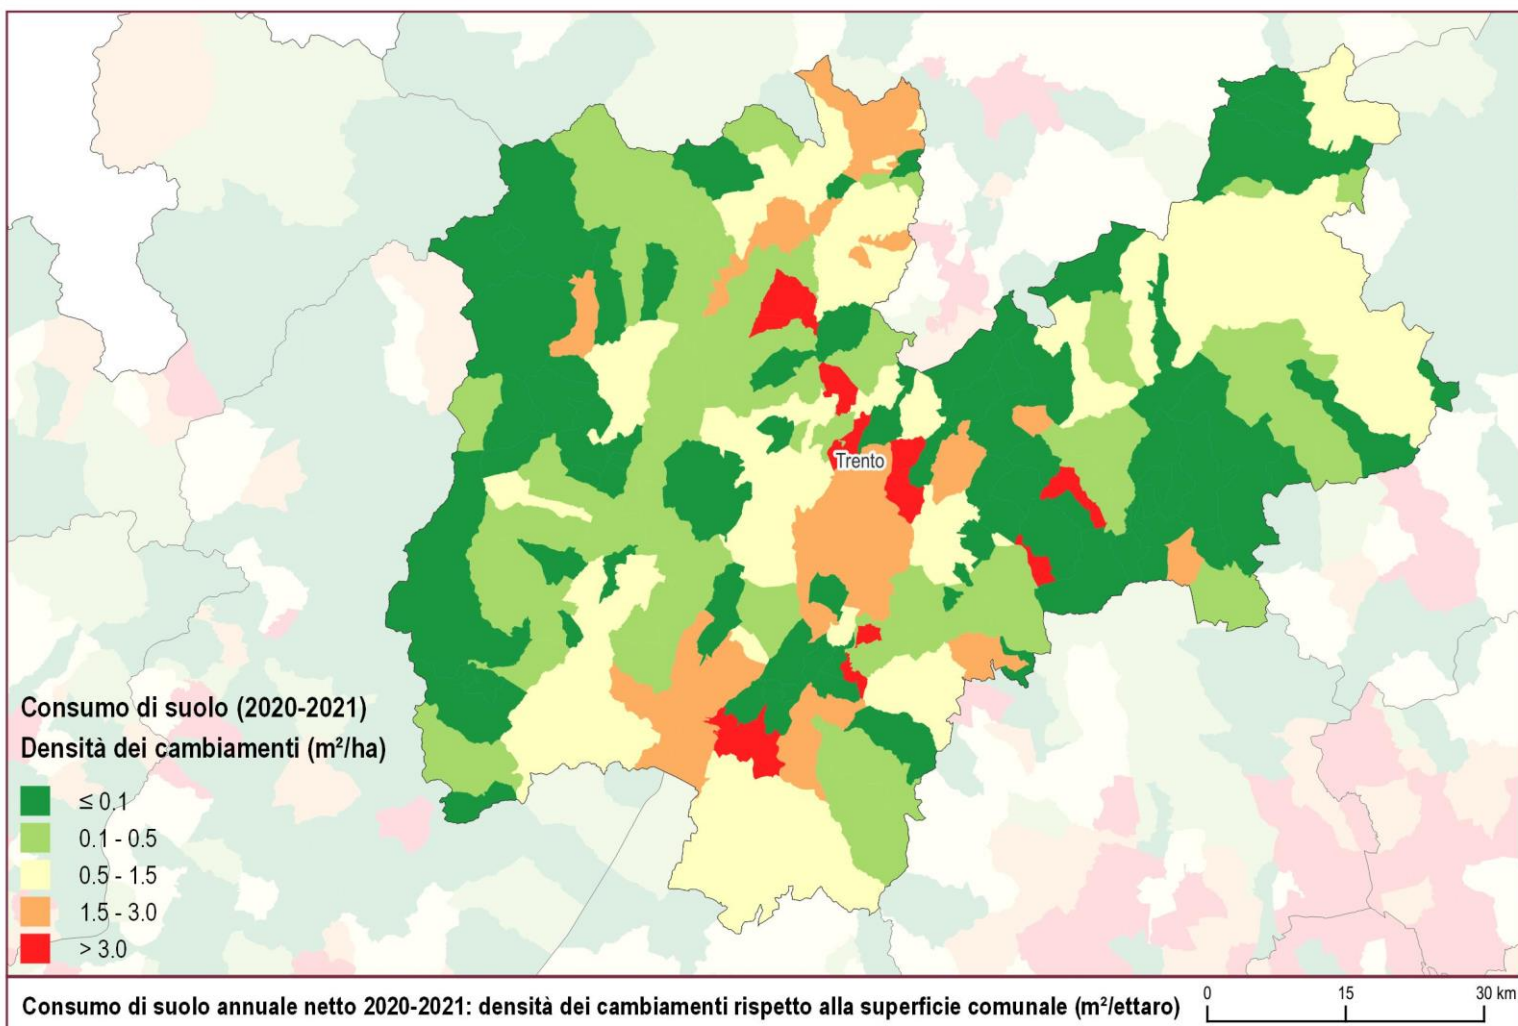 Trento
Consumo di suolo (2020-2021)
Densità dei cambiamenti (m²/ha)
≤ 0.1
0.1 - 0.5
0.5 - 1.5
1.5 - 3.0
> 3.0
Consumo di suolo annuale netto 2020-2021: densità dei cambiamenti rispetto alla superficie comunale (m²/ettaro)
0 15 30 km